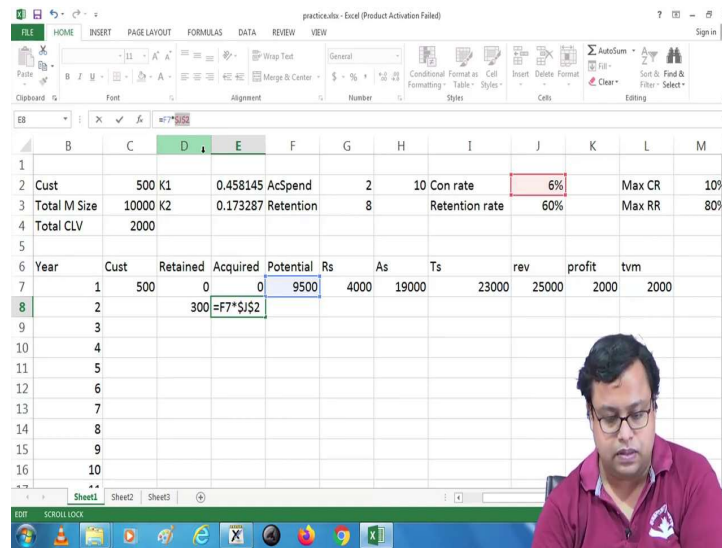 practice.xlsx - Excel (Product Activation Failed)
FILE HOME INSERT PAGE LAYOUT FORMULAS DATA REVIEW VIEW Sign in
Paste
11 A A
B I U
Wrap Text
Merge & Center
General
$ % ,
Conditional Formatting
Format as Table
Cell Styles
Insert Delete Format
AutoSum
Fill
Clear
Sort & Filter
Find & Select
Clipboard Font Alignment Number Styles Cells Editing
E8 fx =F7*$J$2
B C D E F G H I J K L M
1
2 Cust 500 K1 0.458145 AcSpend 2 10 Con rate 6% Max CR 10%
3 Total M Size 10000 K2 0.173287 Retention 8 Retention rate 60% Max RR 80%
4 Total CLV 2000
5
6 Year Cust Retained Acquired Potential Rs As Ts rev profit tvm
7 1 500 0 0 9500 4000 19000 23000 25000 2000 2000
8 2 300 =F7*$J$2
9 3
10 4
11 5
12 6
13 7
14 8
15 9
16 10
Sheet1 Sheet2 Sheet3
EDIT SCROLL LOCK